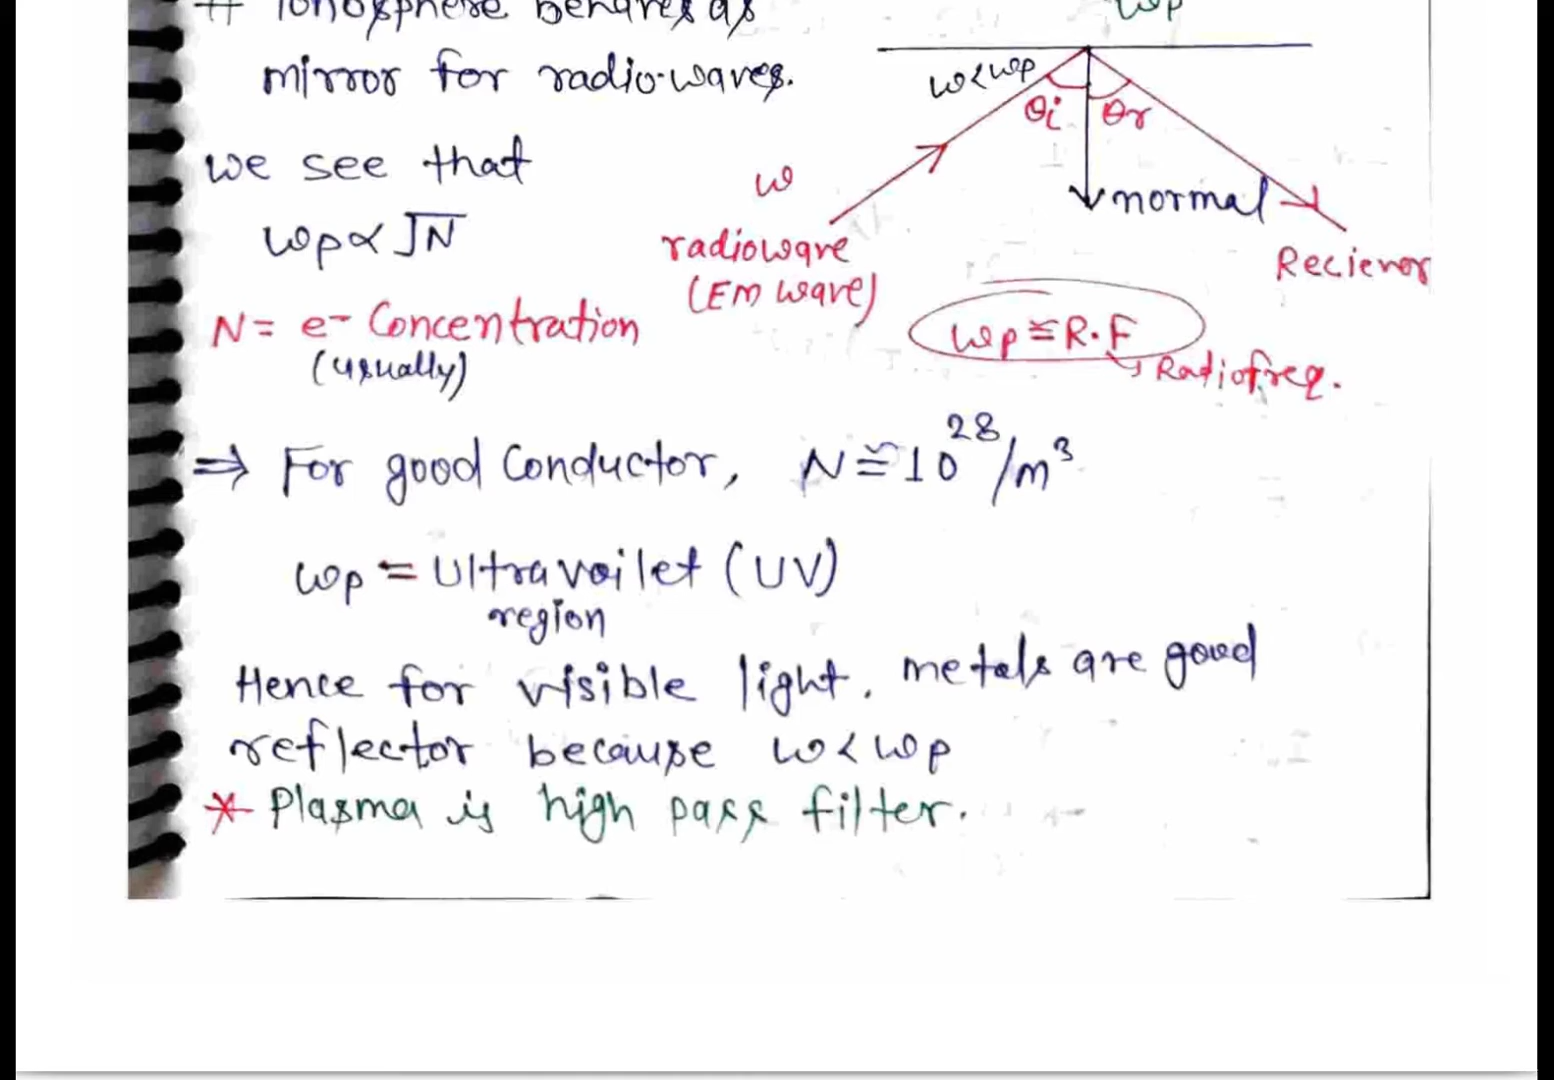 # Ionosphere behaves as
mirror for radio-waves.
ωp
ω<ωp
θi θr
normal
ω
radiowave
(EM wave)
Reciever
we see that
ωp∝√N
N = e⁻ Concentration
(usually)
ωp ≅ R.F
↳ Radiofreq.
⇒ For good Conductor, N ≅ 10²⁸/m³
ωp = Ultravoilet (UV)
region
Hence for visible light, metals are good
reflector because ω<ωp
* Plasma is high pass filter.